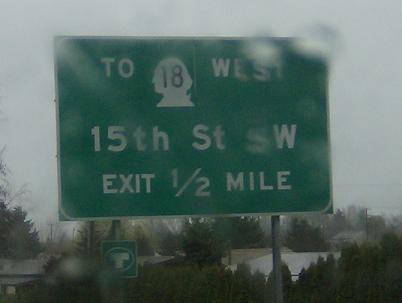 TO 18 WEST
15th St SW
EXIT 1/2 MILE